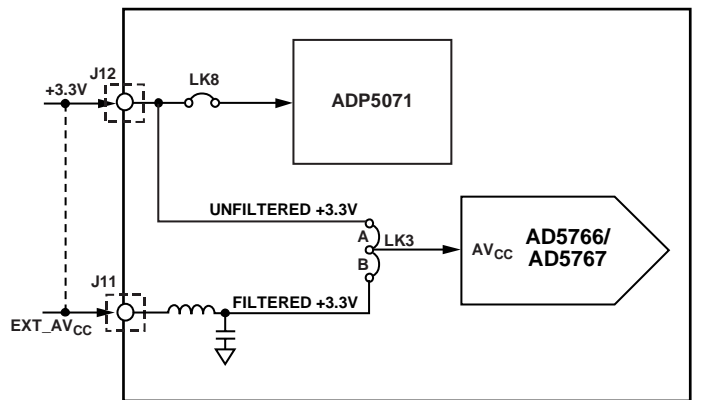 J12
+3.3V
LK8
ADP5071
UNFILTERED +3.3V
A
LK3
B
AVCC
AD5766/
AD5767
J11
FILTERED +3.3V
EXT_AVCC